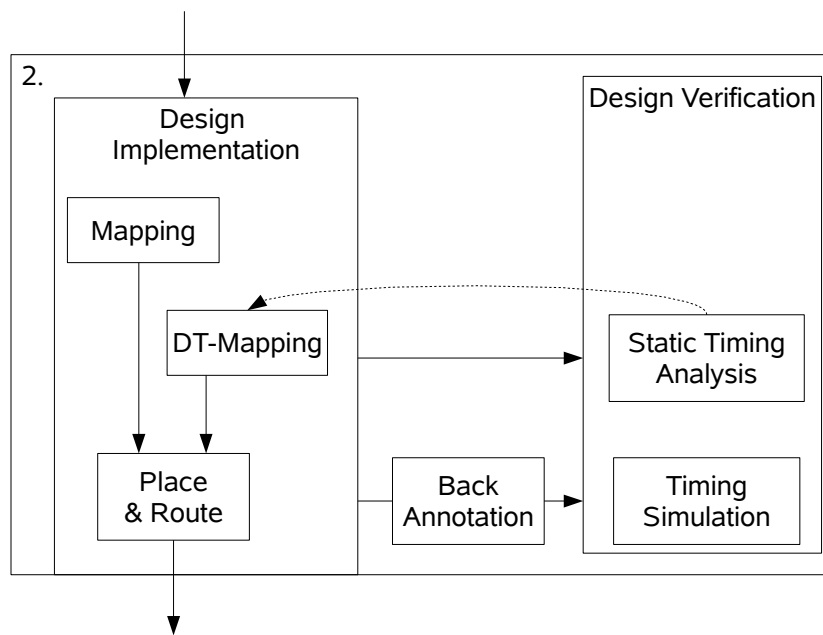 2.
Design
Implementation
Design Verification
Mapping
DT-Mapping
Static Timing
Analysis
Place
& Route
Back
Annotation
Timing
Simulation